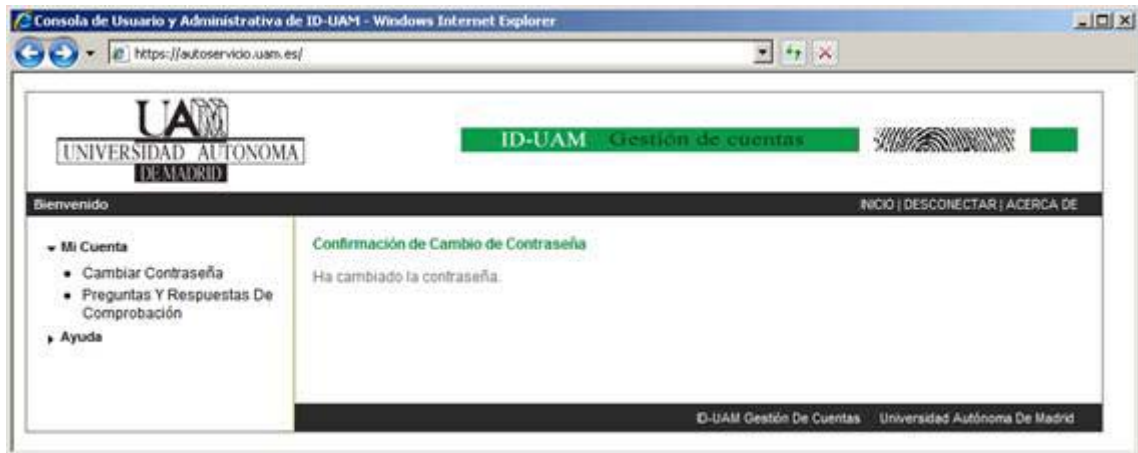 Consola de Usuario y Administrativa de ID-UAM - Windows Internet Explorer
https://autoservicio.uam.es/
UAM
UNIVERSIDAD AUTONOMA
DE MADRID
ID-UAM Gestión de cuentas
Bienvenido
INICIO | DESCONECTAR | ACERCA DE
Mi Cuenta
Cambiar Contraseña
Preguntas Y Respuestas De
Comprobación
Ayuda
Confirmación de Cambio de Contraseña
Ha cambiado la contraseña.
ID-UAM Gestión De Cuentas Universidad Autónoma De Madrid